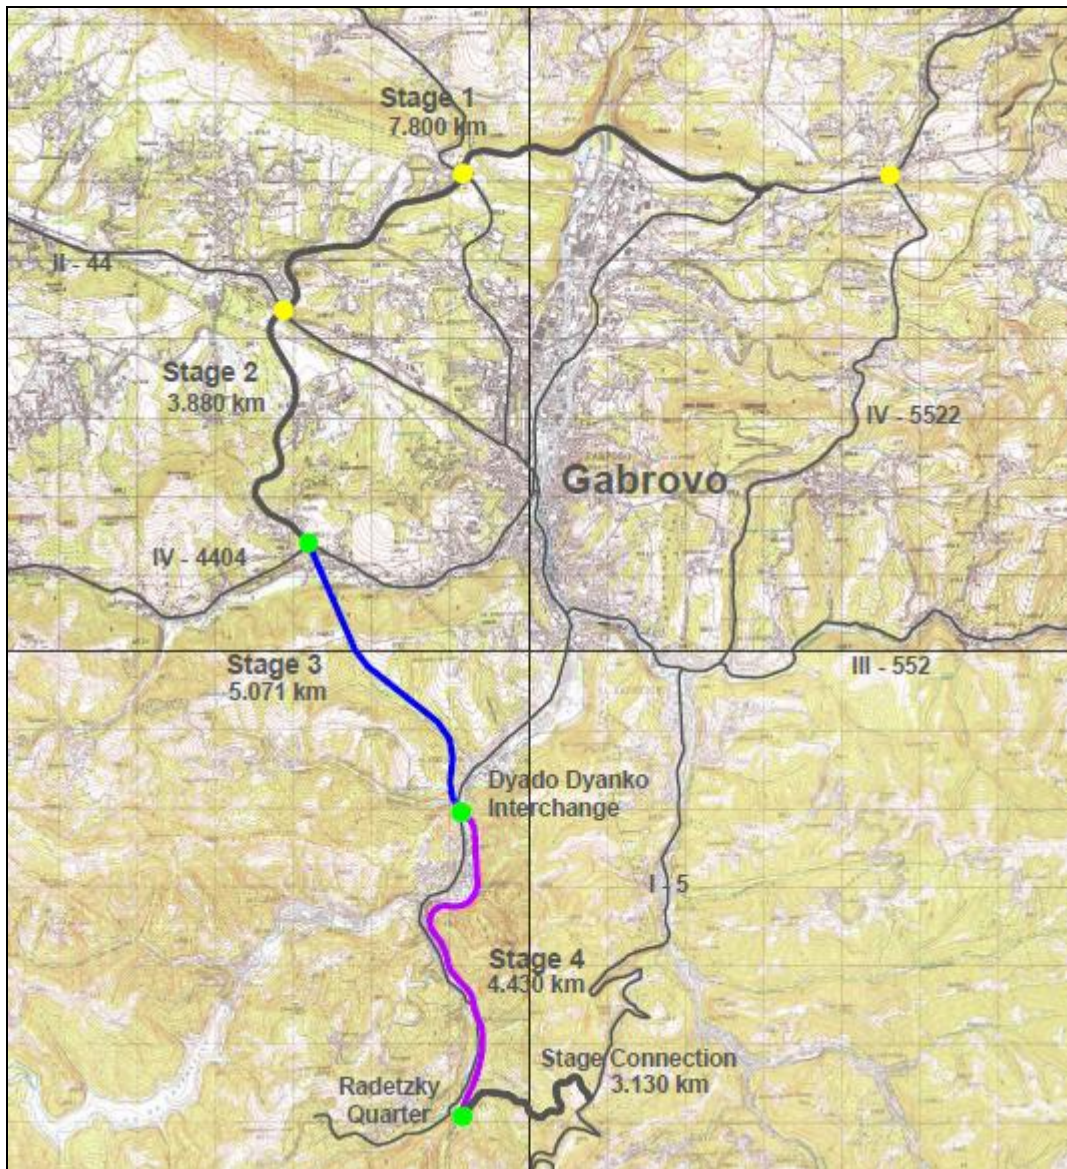 Stage 1
7.800 km
II - 44
Stage 2
3.880 km
IV - 5522
Gabrovo
IV - 4404
Stage 3
5.071 km
III - 552
Dyado Dyanko
Interchange
I - 5
Stage 4
4.430 km
Stage Connection
3.130 km
Radetzky
Quarter